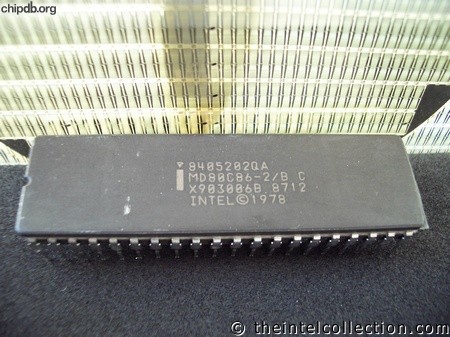 chipdb.org
8405202QA
MD80C86-2/B C
X903006B 8712
INTEL©1978
© theintelcollection.com